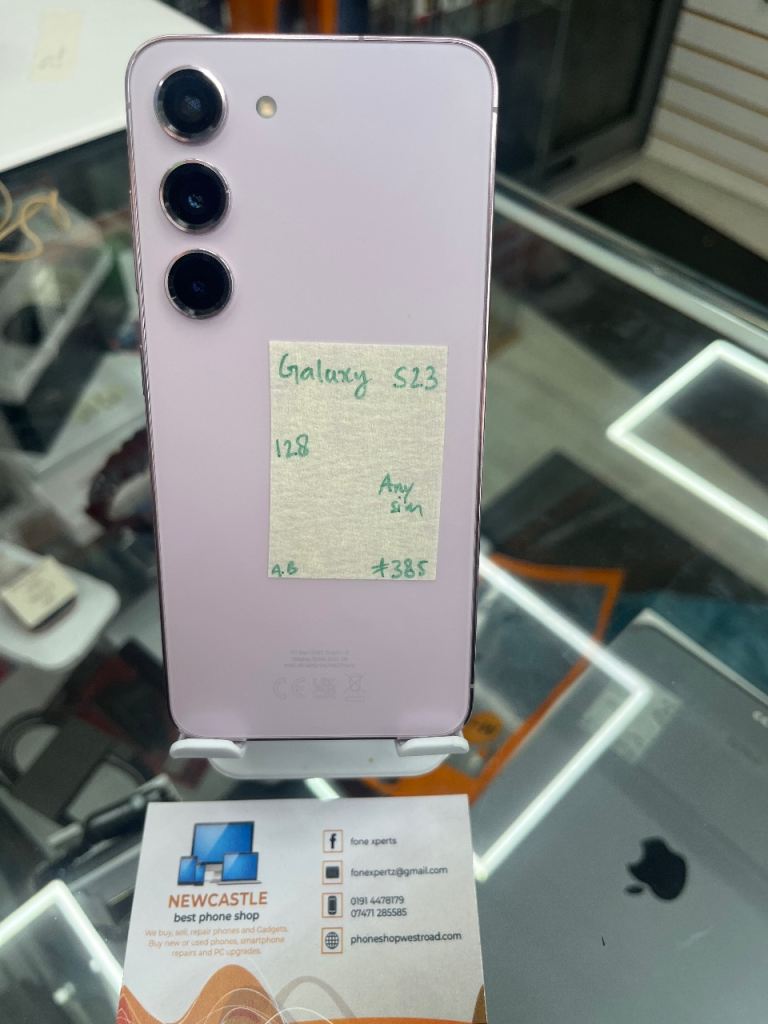 Galaxy S23
128
Any
sim
A.B £385
CE
NEWCASTLE
best phone shop
We buy, sell, repair phones and Gadgets.
Buy new or used phones, smartphone
repairs and PC upgrades.
f fone xperts
fonexpertz@gmail.com
0191 4478179
07471 285585
phoneshopwestroad.com